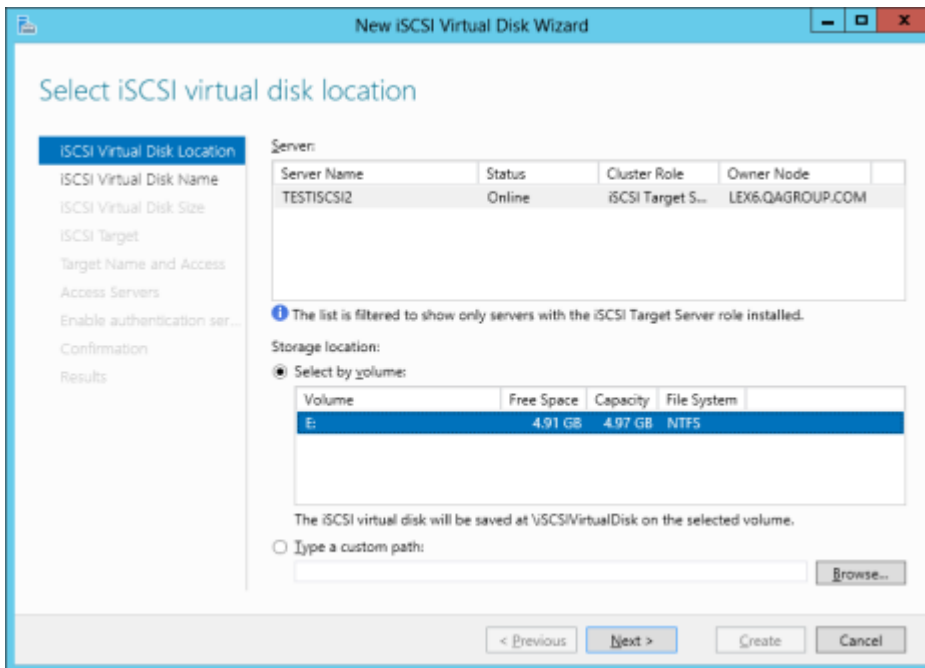 New iSCSI Virtual Disk Wizard
Select iSCSI virtual disk location
iSCSI Virtual Disk Location
iSCSI Virtual Disk Name
iSCSI Virtual Disk Size
iSCSI Target
Target Name and Access
Access Servers
Enable authentication ser...
Confirmation
Results
Server:
Server Name Status Cluster Role Owner Node
TESTISCSI2 Online iSCSI Target S... LEX6.QAGROUP.COM
The list is filtered to show only servers with the iSCSI Target Server role installed.
Storage location:
Select by volume:
Volume Free Space Capacity File System
E: 4.91 GB 4.97 GB NTFS
The iSCSI virtual disk will be saved at \iSCSIVirtualDisk on the selected volume.
Type a custom path:
Browse...
< Previous Next > Create Cancel